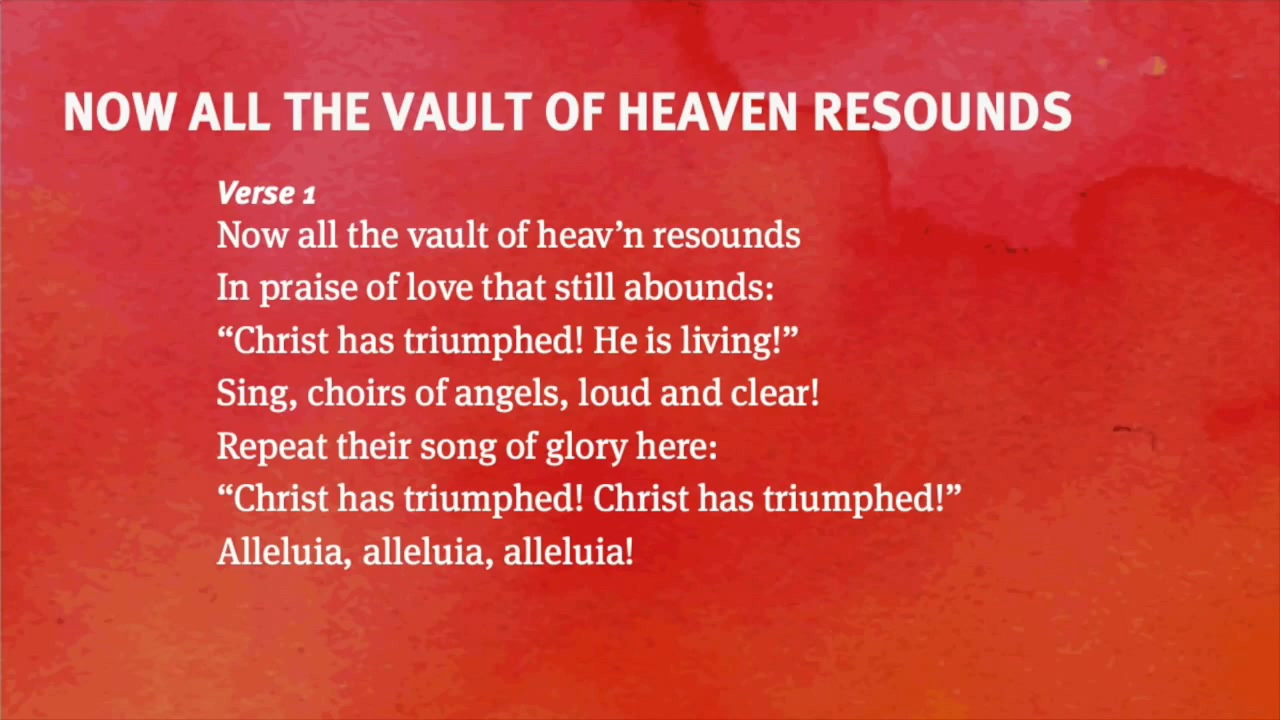 NOW ALL THE VAULT OF HEAVEN RESOUNDS
Verse 1
Now all the vault of heav’n resounds
In praise of love that still abounds:
“Christ has triumphed! He is living!”
Sing, choirs of angels, loud and clear!
Repeat their song of glory here:
“Christ has triumphed! Christ has triumphed!”
Alleluia, alleluia, alleluia!